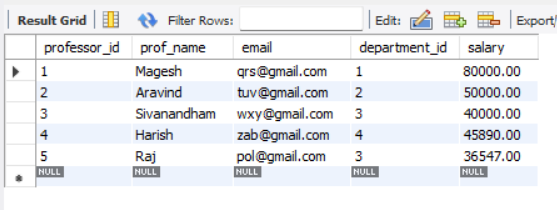 Result Grid Filter Rows: Edit: Export/
professor_id prof_name email department_id salary
1 Magesh qrs@gmail.com 1 80000.00
2 Aravind tuv@gmail.com 2 50000.00
3 Sivanandham wxy@gmail.com 3 40000.00
4 Harish zab@gmail.com 4 45890.00
5 Raj pol@gmail.com 3 36547.00
NULL NULL NULL NULL NULL